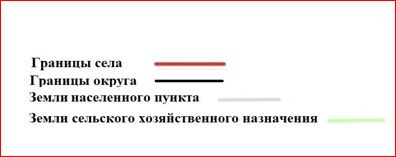 Границы села
Границы округа
Земли населенного пункта
Земли сельского хозяйственного назначения